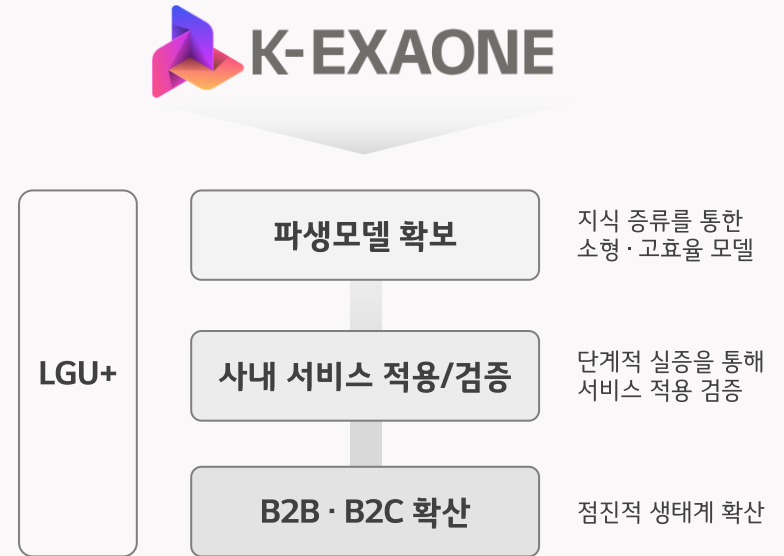 K-EXAONE
LGU+
파생모델 확보
지식 증류를 통한
소형 · 고효율 모델
사내 서비스 적용/검증
단계적 실증을 통해
서비스 적용 검증
B2B · B2C 확산
점진적 생태계 확산